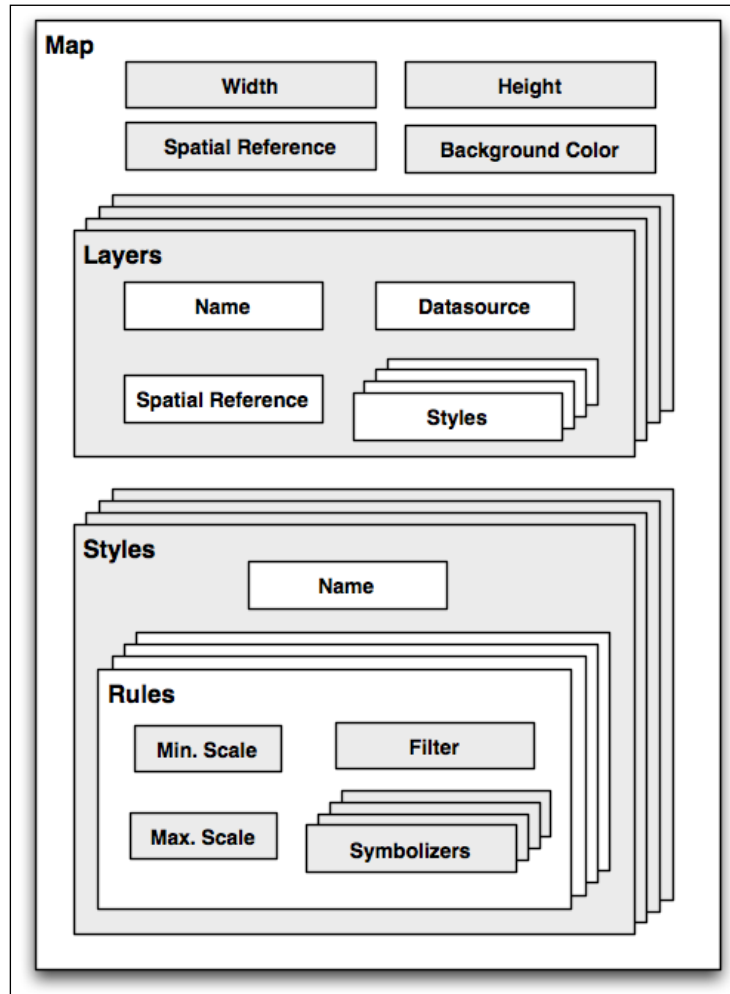 Map
Width
Height
Spatial Reference
Background Color
Layers
Name
Datasource
Spatial Reference
Styles
Styles
Name
Rules
Min. Scale
Filter
Max. Scale
Symbolizers